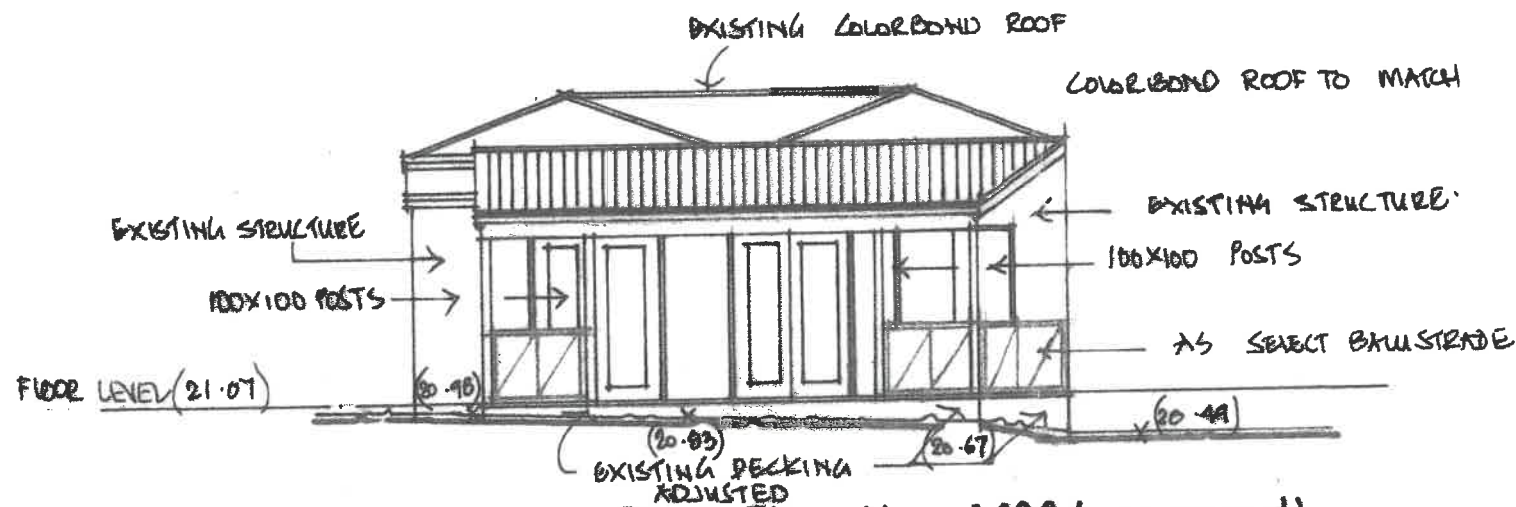 EXISTING COLORBOND ROOF
COLORBOND ROOF TO MATCH
EXISTING STRUCTURE
EXISTING STRUCTURE
100X100 POSTS
100X100 POSTS
AS SELECT BALUSTRADE
FLOOR LEVEL (21.07)
(20.98)
(20.83)
(20.67)
(20.49)
EXISTING DECKING
ADJUSTED